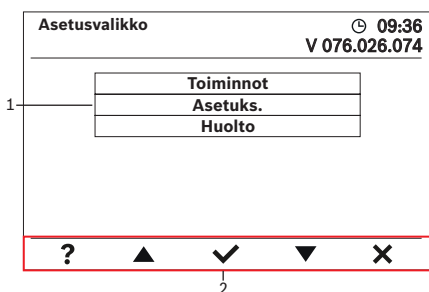 Asetusvalikko 09:36
V 076.026.074
Toiminnot
1 Asetuks.
Huolto
?
2